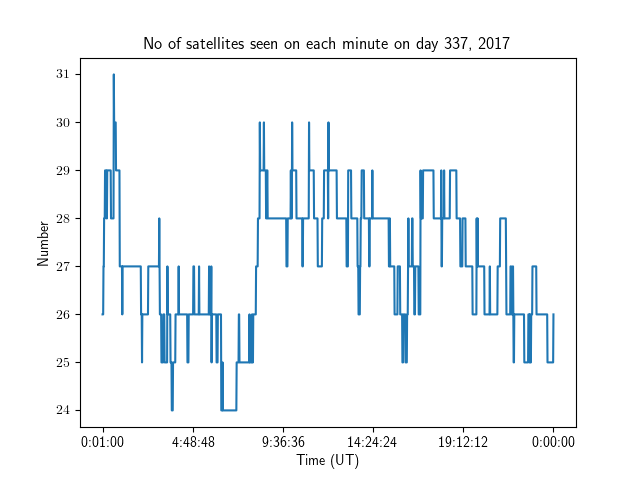 No of satellites seen on each minute on day 337, 2017
31
30
29
28
27
26
25
24
Number
0:01:00 4:48:48 9:36:36 14:24:24 19:12:12 0:00:00
Time (UT)